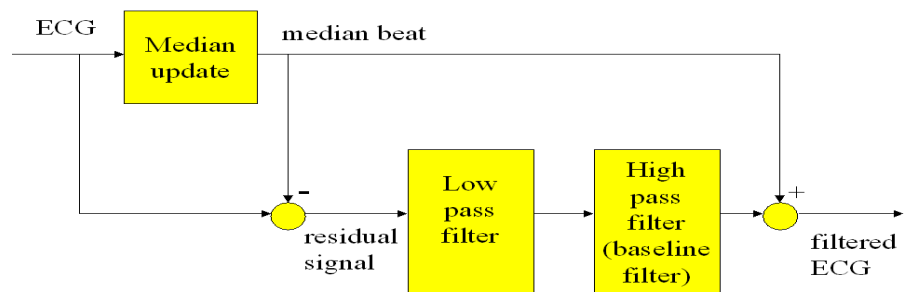 ECG
Median
update
median beat
-
Low
pass
filter
High
pass
filter
(baseline
filter)
+
residual
signal
filtered
ECG